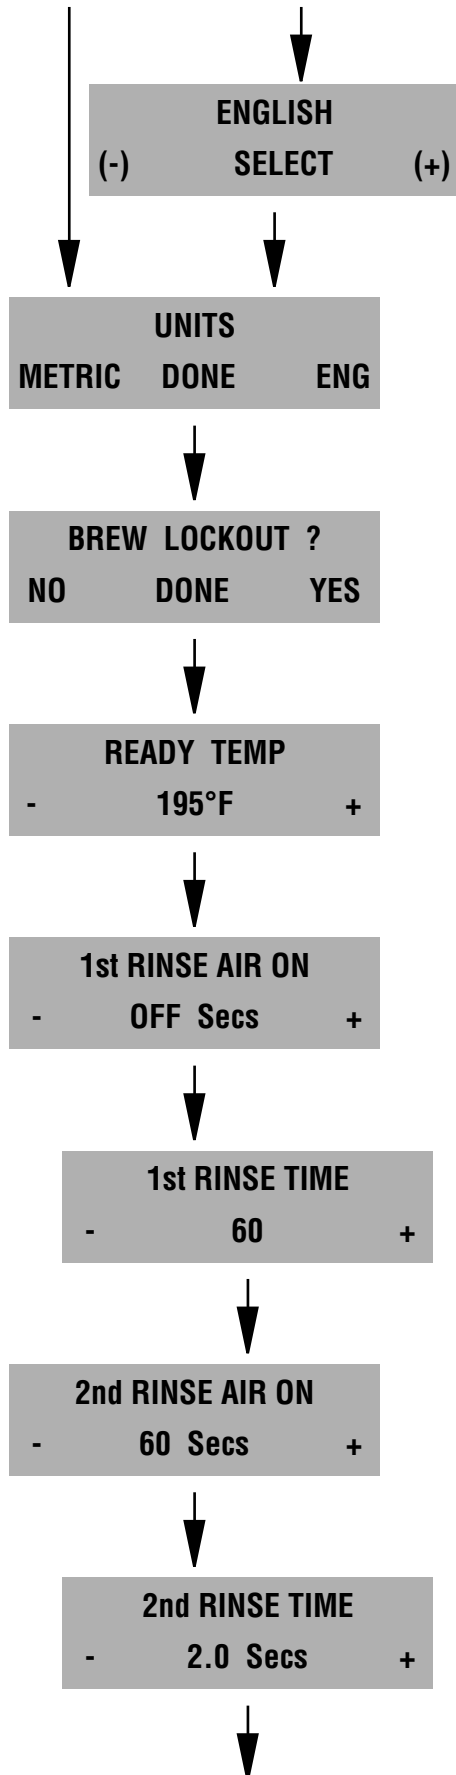 ENGLISH
(-) SELECT (+)
UNITS
METRIC DONE ENG
BREW LOCKOUT ?
NO DONE YES
READY TEMP
- 195°F +
1st RINSE AIR ON
- OFF Secs +
1st RINSE TIME
- 60 +
2nd RINSE AIR ON
- 60 Secs +
2nd RINSE TIME
- 2.0 Secs +